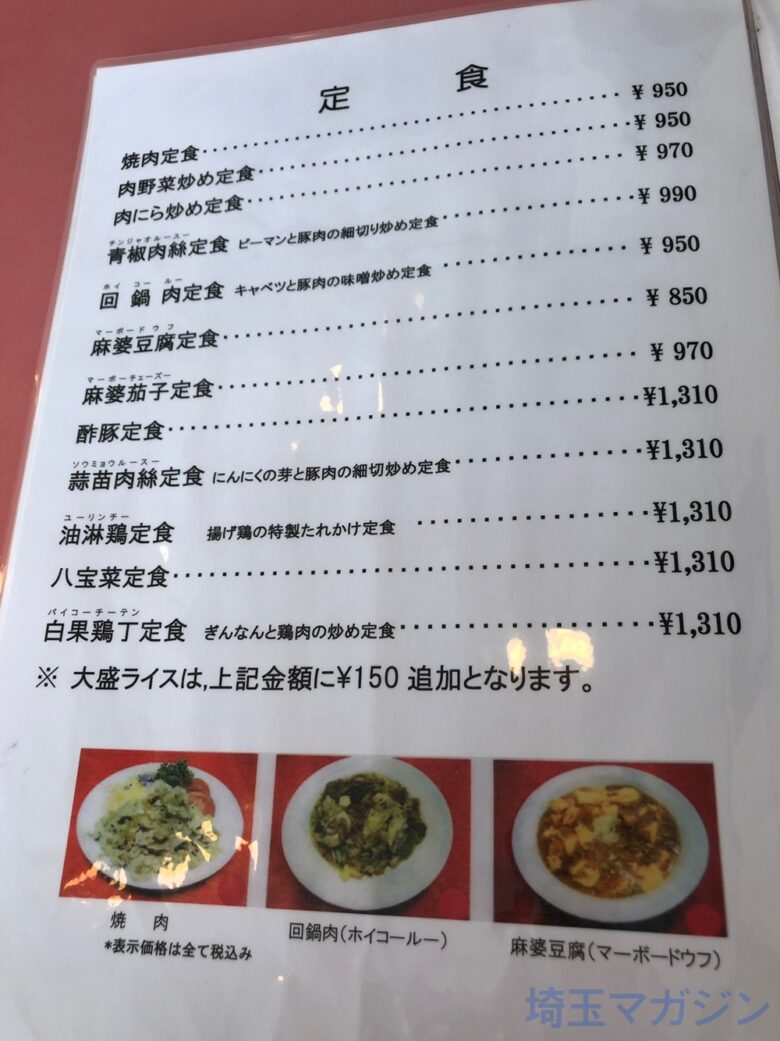 定食
焼肉定食 ¥ 950
肉野菜炒め定食 ¥ 950
肉にら炒め定食 ¥ 970
チンジャオルースー
青椒肉絲定食 ピーマンと豚肉の細切り炒め定食 ¥ 990
ホイ コー ルー
回鍋肉定食 キャベツと豚肉の味噌炒め定食 ¥ 950
マーボードウフ
麻婆豆腐定食 ¥ 850
マーボーチェーズー
麻婆茄子定食 ¥ 970
酢豚定食 ¥1,310
ソウミョウルースー
蒜苗肉絲定食 にんにくの芽と豚肉の細切炒め定食 ¥1,310
ユーリンチー
油淋鶏定食 揚げ鶏の特製たれかけ定食 ¥1,310
八宝菜定食 ¥1,310
パイコーチーテン
白果鶏丁定食 ぎんなんと鶏肉の炒め定食 ¥1,310
※ 大盛ライスは,上記金額に¥150 追加となります。
焼 肉
*表示価格は全て税込み
回鍋肉(ホイコールー)
麻婆豆腐(マーボードウフ)
埼玉マガジン